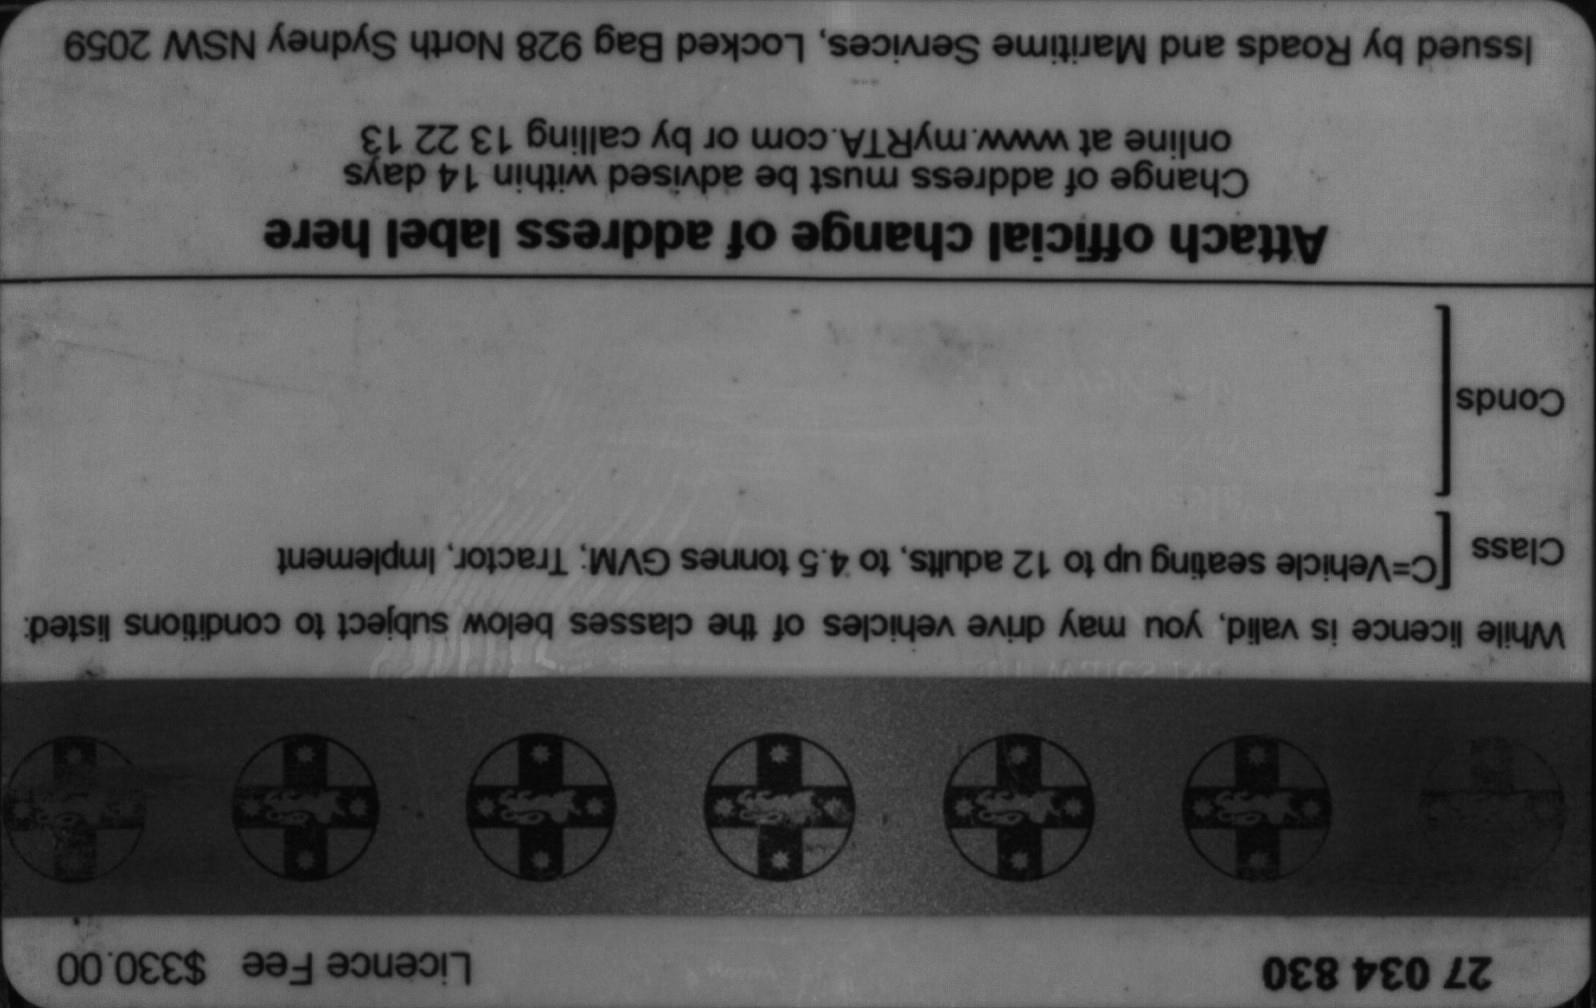 27 034 830 Licence Fee $330.00
While licence is valid, you may drive vehicles of the classes below subject to conditions listed:
Class [C=Vehicle seating up to 12 adults, to 4.5 tonnes GVM; Tractor, Implement
Conds [
Attach official change of address label here
Change of address must be advised within 14 days
online at www.myRTA.com or by calling 13 22 13
Issued by Roads and Maritime Services, Locked Bag 928 North Sydney NSW 2059